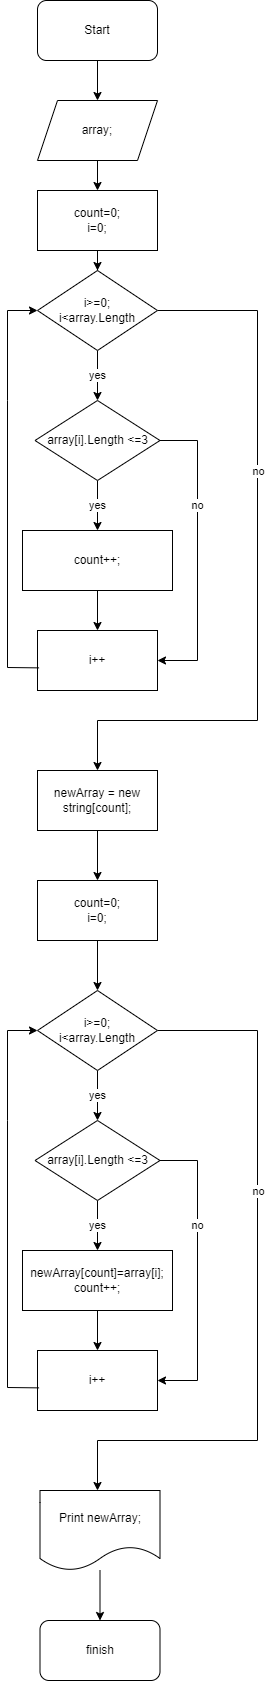 Start
array;
count=0;
i=0;
i>=0;
i<array.Length
yes
array[i].Length <=3
no
yes
no
count++;
i++
newArray = new
string[count];
count=0;
i=0;
i>=0;
i<array.Length
yes
array[i].Length <=3
no
yes
no
newArray[count]=array[i];
count++;
i++
Print newArray;
finish